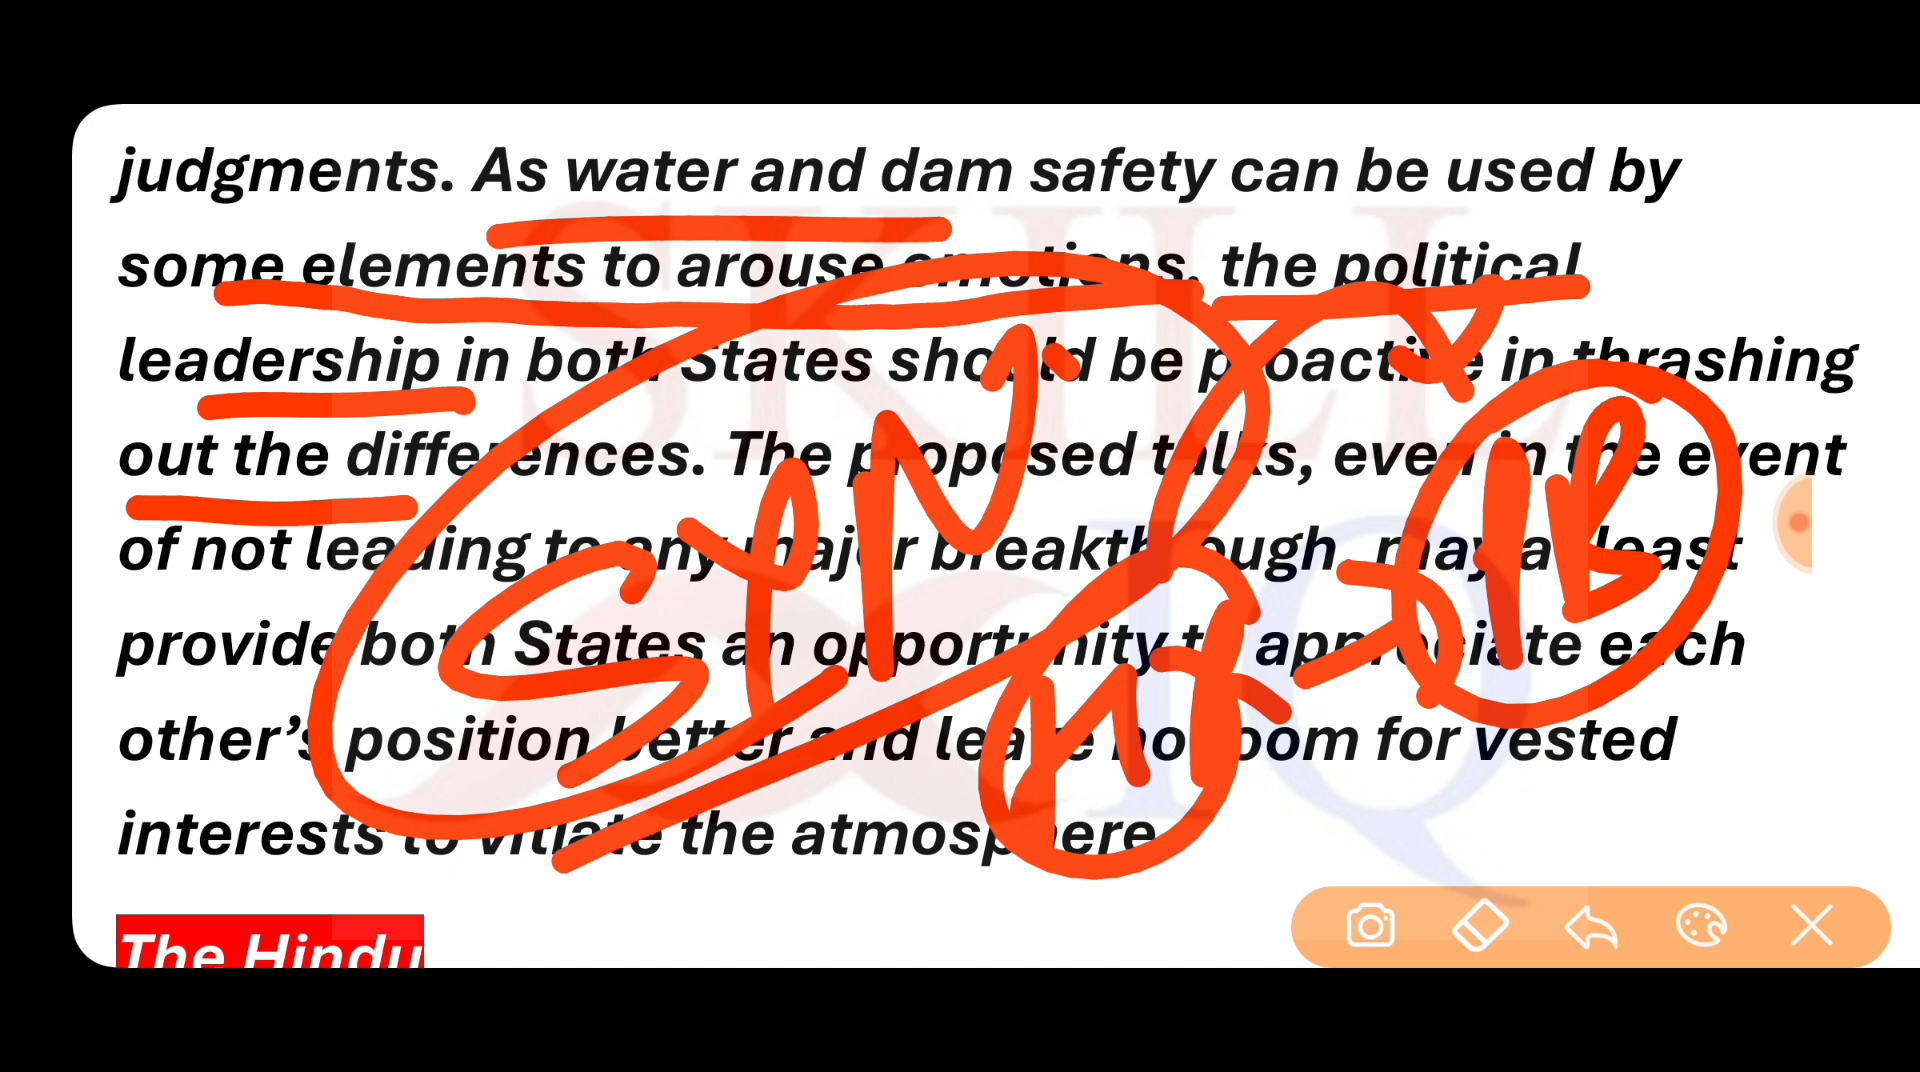 judgments. As water and dam safety can be used by
some elements to arouse emotions, the political
leadership in both States should be proactive in thrashing
out the differences. The proposed talks, even in the event
of not leading to any major breakthrough, may at least
provide both States an opportunity to appreciate each
other’s position better and leave no room for vested
interests to vitiate the atmosphere
The Hindu
SKILL
IQ